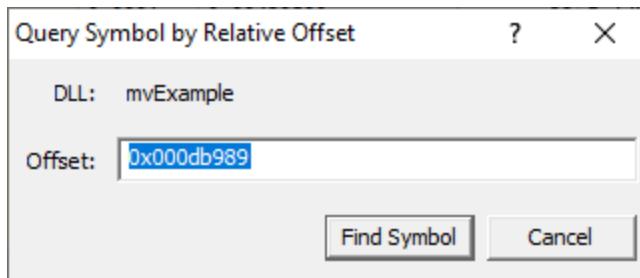 Query Symbol by Relative Offset ?
DLL: mvExample
Offset: 0x000db989
Find Symbol Cancel